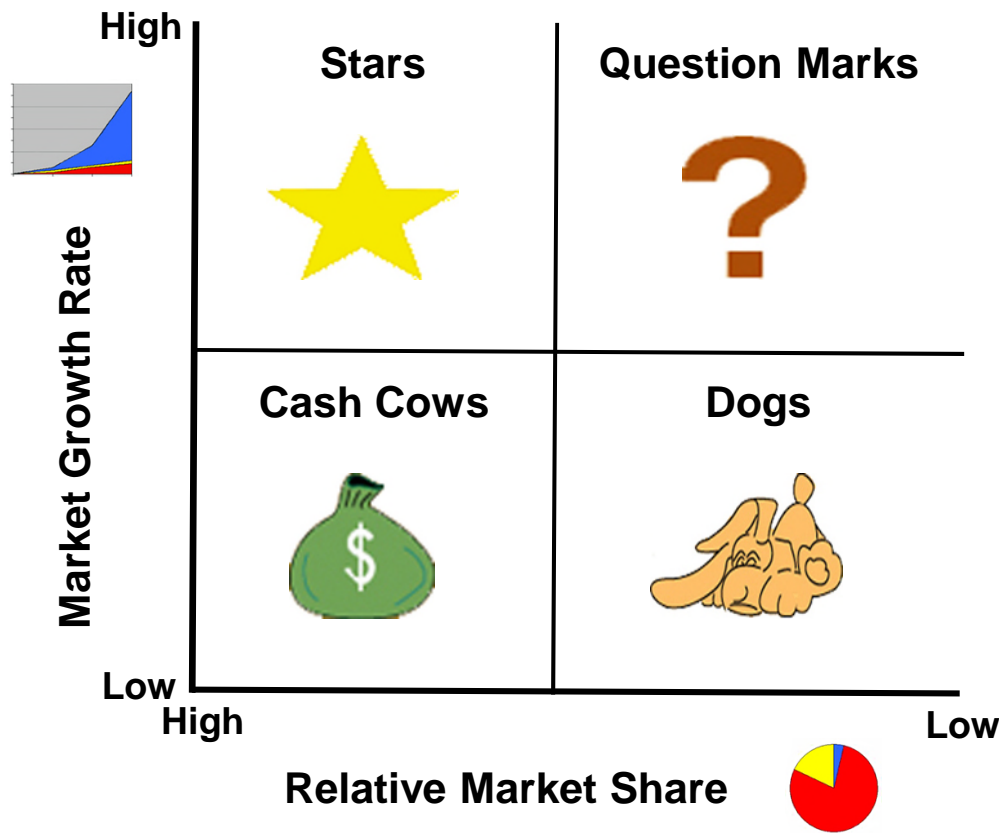 High
Stars
Question Marks
?
Market Growth Rate
Cash Cows
Dogs
$
Low
High
Low
Relative Market Share